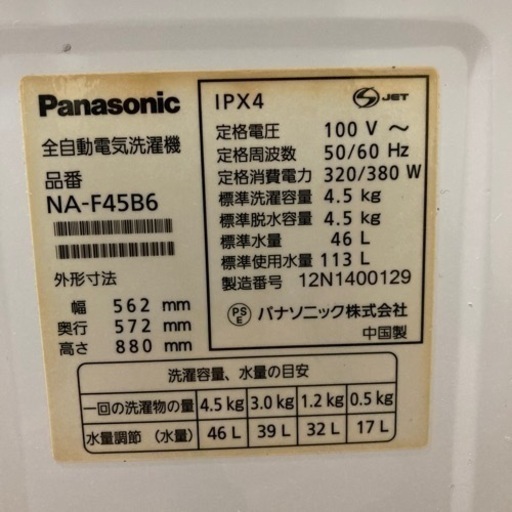 Panasonic
全自動電気洗濯機
品番
NA-F45B6
外形寸法
幅 562 mm
奥行 572 mm
高さ 880 mm
IPX4
S JET
定格電圧 100 V ～
定格周波数 50/60 Hz
定格消費電力 320/380 W
標準洗濯容量 4.5 kg
標準脱水容量 4.5 kg
標準水量 46 L
標準使用水量 113 L
製造番号 12N1400129
PS E パナソニック株式会社
中国製
洗濯容量、水量の目安
一回の洗濯物の量 4.5 kg 3.0 kg 1.2 kg 0.5 kg
水量調節 (水量) 46 L 39 L 32 L 17 L